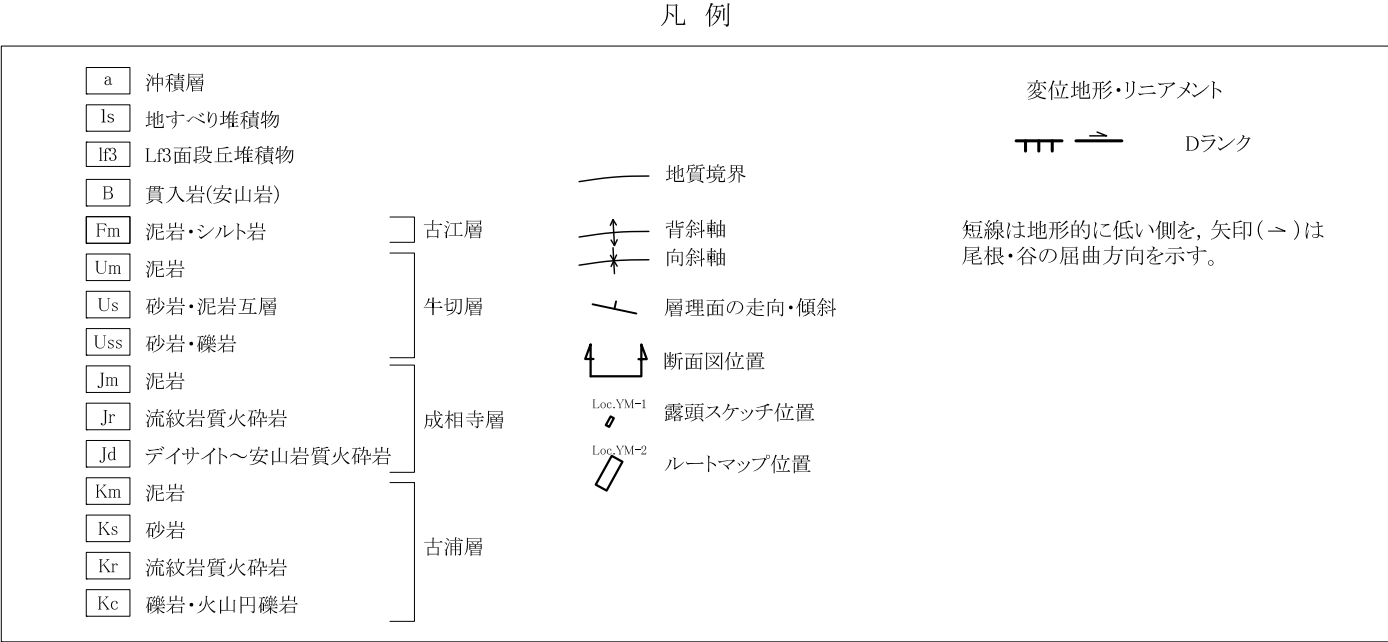 凡 例
a 沖積層
ls 地すべり堆積物
lf3 Lf3面段丘堆積物
B 貫入岩(安山岩)
Fm 泥岩・シルト岩
古江層
Um 泥岩
Us 砂岩・泥岩互層
Uss 砂岩・礫岩
牛切層
Jm 泥岩
Jr 流紋岩質火砕岩
Jd デイサイト～安山岩質火砕岩
成相寺層
Km 泥岩
Ks 砂岩
Kr 流紋岩質火砕岩
Kc 礫岩・火山円礫岩
古浦層
地質境界
背斜軸
向斜軸
層理面の走向・傾斜
断面図位置
Loc.YM-1 露頭スケッチ位置
Loc.YM-2 ルートマップ位置
変位地形・リニアメント
Dランク
短線は地形的に低い側を, 矢印(⇀)は
尾根・谷の屈曲方向を示す。